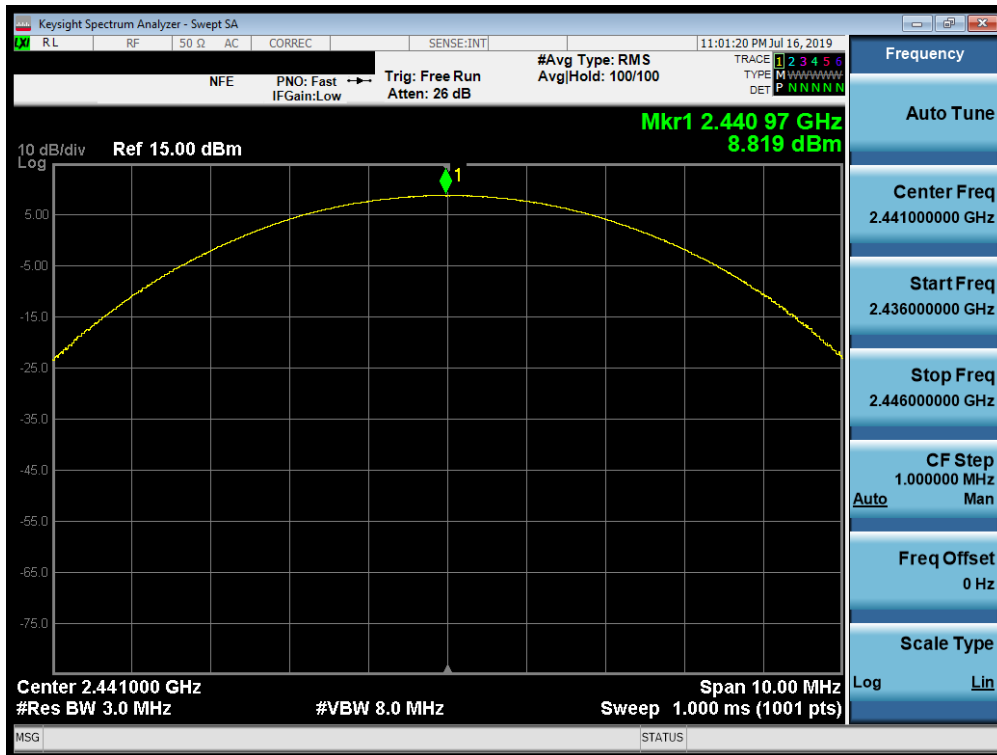 Keysight Spectrum Analyzer - Swept SA
LXI RL RF 50 Ω AC CORREC SENSE:INT 11:01:20 PM Jul 16, 2019
#Avg Type: RMS TRACE 1 2 3 4 5 6
NFE PNO: Fast Trig: Free Run Avg|Hold: 100/100 TYPE M WWWWW
IFGain:Low Atten: 26 dB DET P N N N N N
Mkr1 2.440 97 GHz
8.819 dBm
10 dB/div Ref 15.00 dBm
Log
1
5.00
-5.00
-15.0
-25.0
-35.0
-45.0
-55.0
-65.0
-75.0
Center 2.441000 GHz Span 10.00 MHz
#Res BW 3.0 MHz #VBW 8.0 MHz Sweep 1.000 ms (1001 pts)
MSG STATUS
Frequency
Auto Tune
Center Freq
2.441000000 GHz
Start Freq
2.436000000 GHz
Stop Freq
2.446000000 GHz
CF Step
1.000000 MHz
Auto Man
Freq Offset
0 Hz
Scale Type
Log Lin